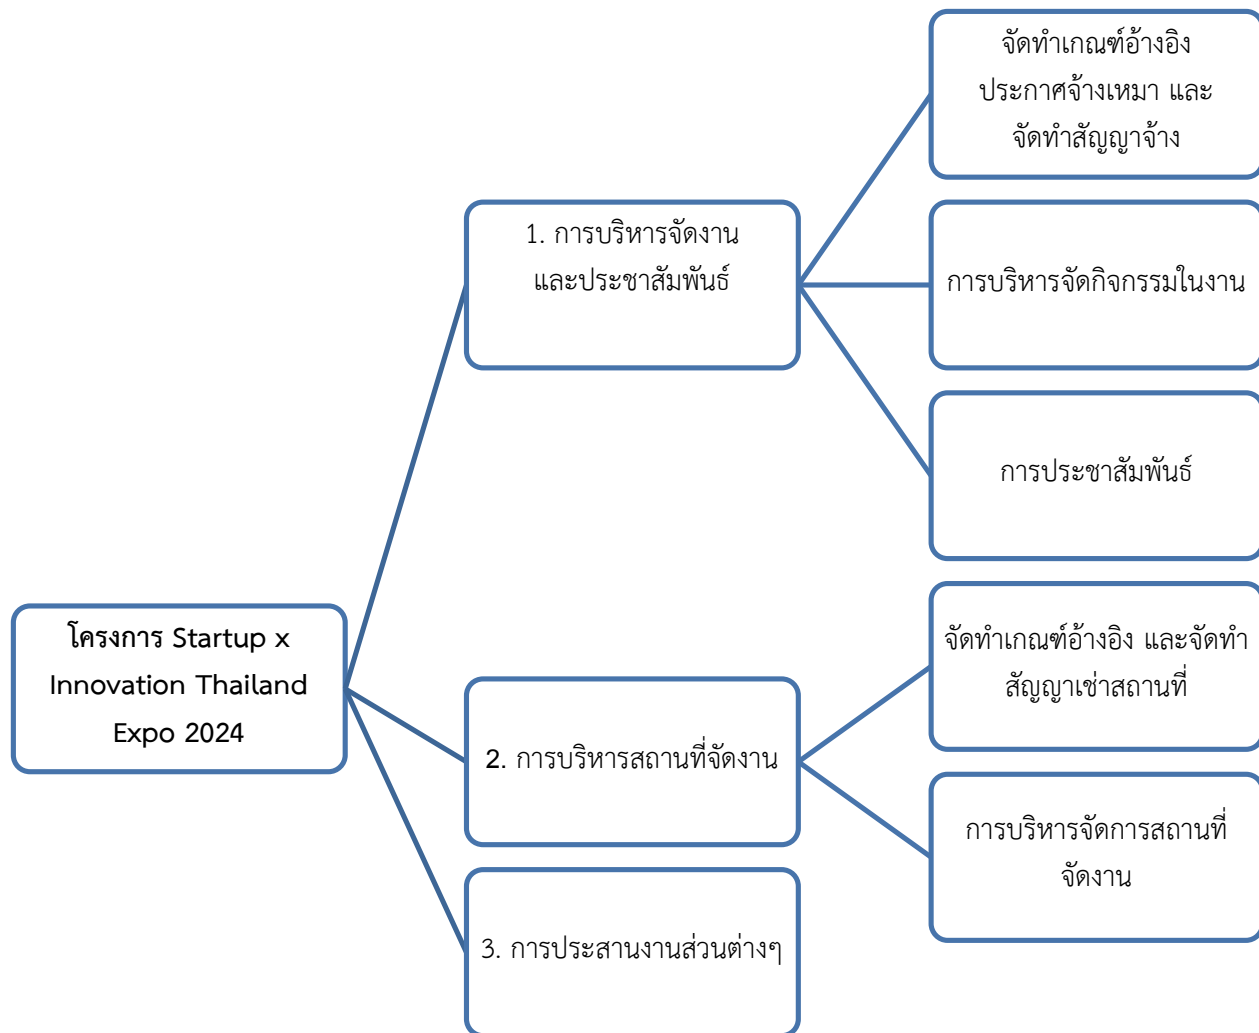 จัดทำเกณฑ์อ้างอิง
ประกาศจ้างเหมา และ
จัดทำสัญญาจ้าง
1. การบริหารจัดงาน
และประชาสัมพันธ์
การบริหารจัดกิจกรรมในงาน
การประชาสัมพันธ์
โครงการ Startup x
Innovation Thailand
Expo 2024
จัดทำเกณฑ์อ้างอิง และจัดทำ
สัญญาเช่าสถานที่
2. การบริหารสถานที่จัดงาน
การบริหารจัดการสถานที่
จัดงาน
3. การประสานงานส่วนต่างๆ